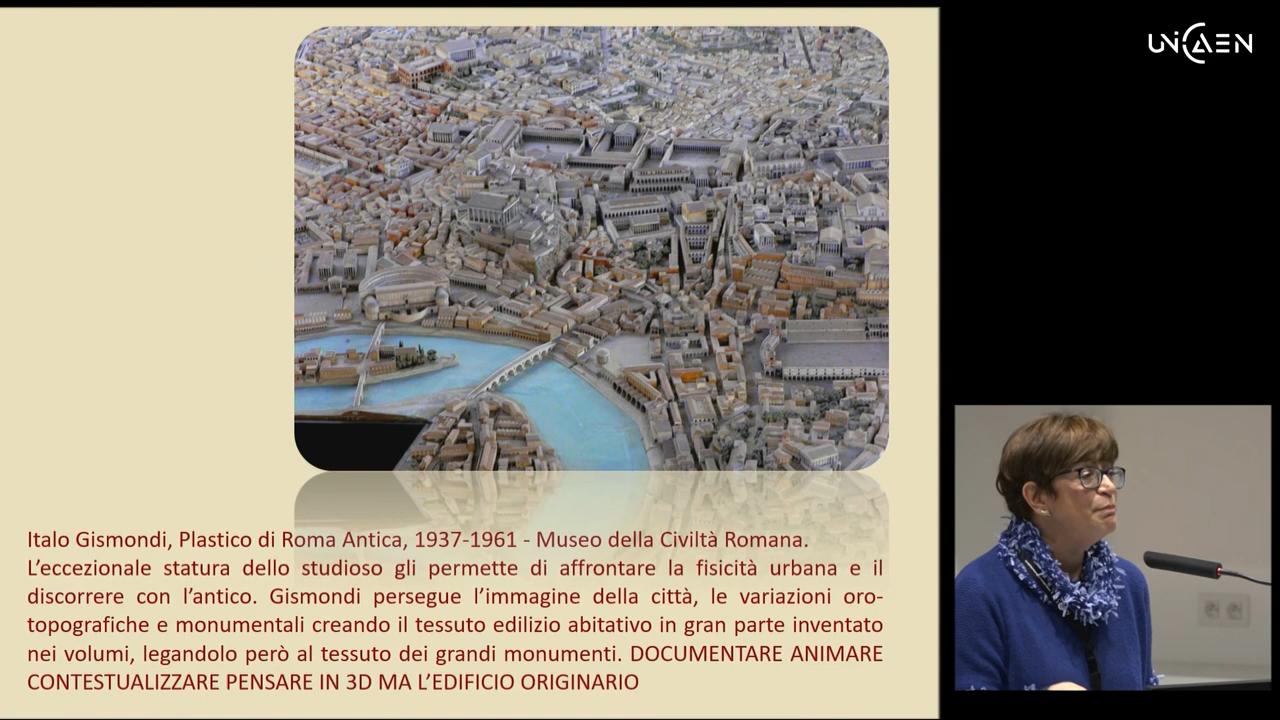 UNICAEN
Italo Gismondi, Plastico di Roma Antica, 1937-1961 - Museo della Civiltà Romana.
L'eccezionale statura dello studioso gli permette di affrontare la fisicità urbana e il
discorrere con l'antico. Gismondi persegue l'immagine della città, le variazioni oro-
topografiche e monumentali creando il tessuto edilizio abitativo in gran parte inventato
nei volumi, legandolo però al tessuto dei grandi monumenti. DOCUMENTARE ANIMARE
CONTESTUALIZZARE PENSARE IN 3D MA L'EDIFICIO ORIGINARIO